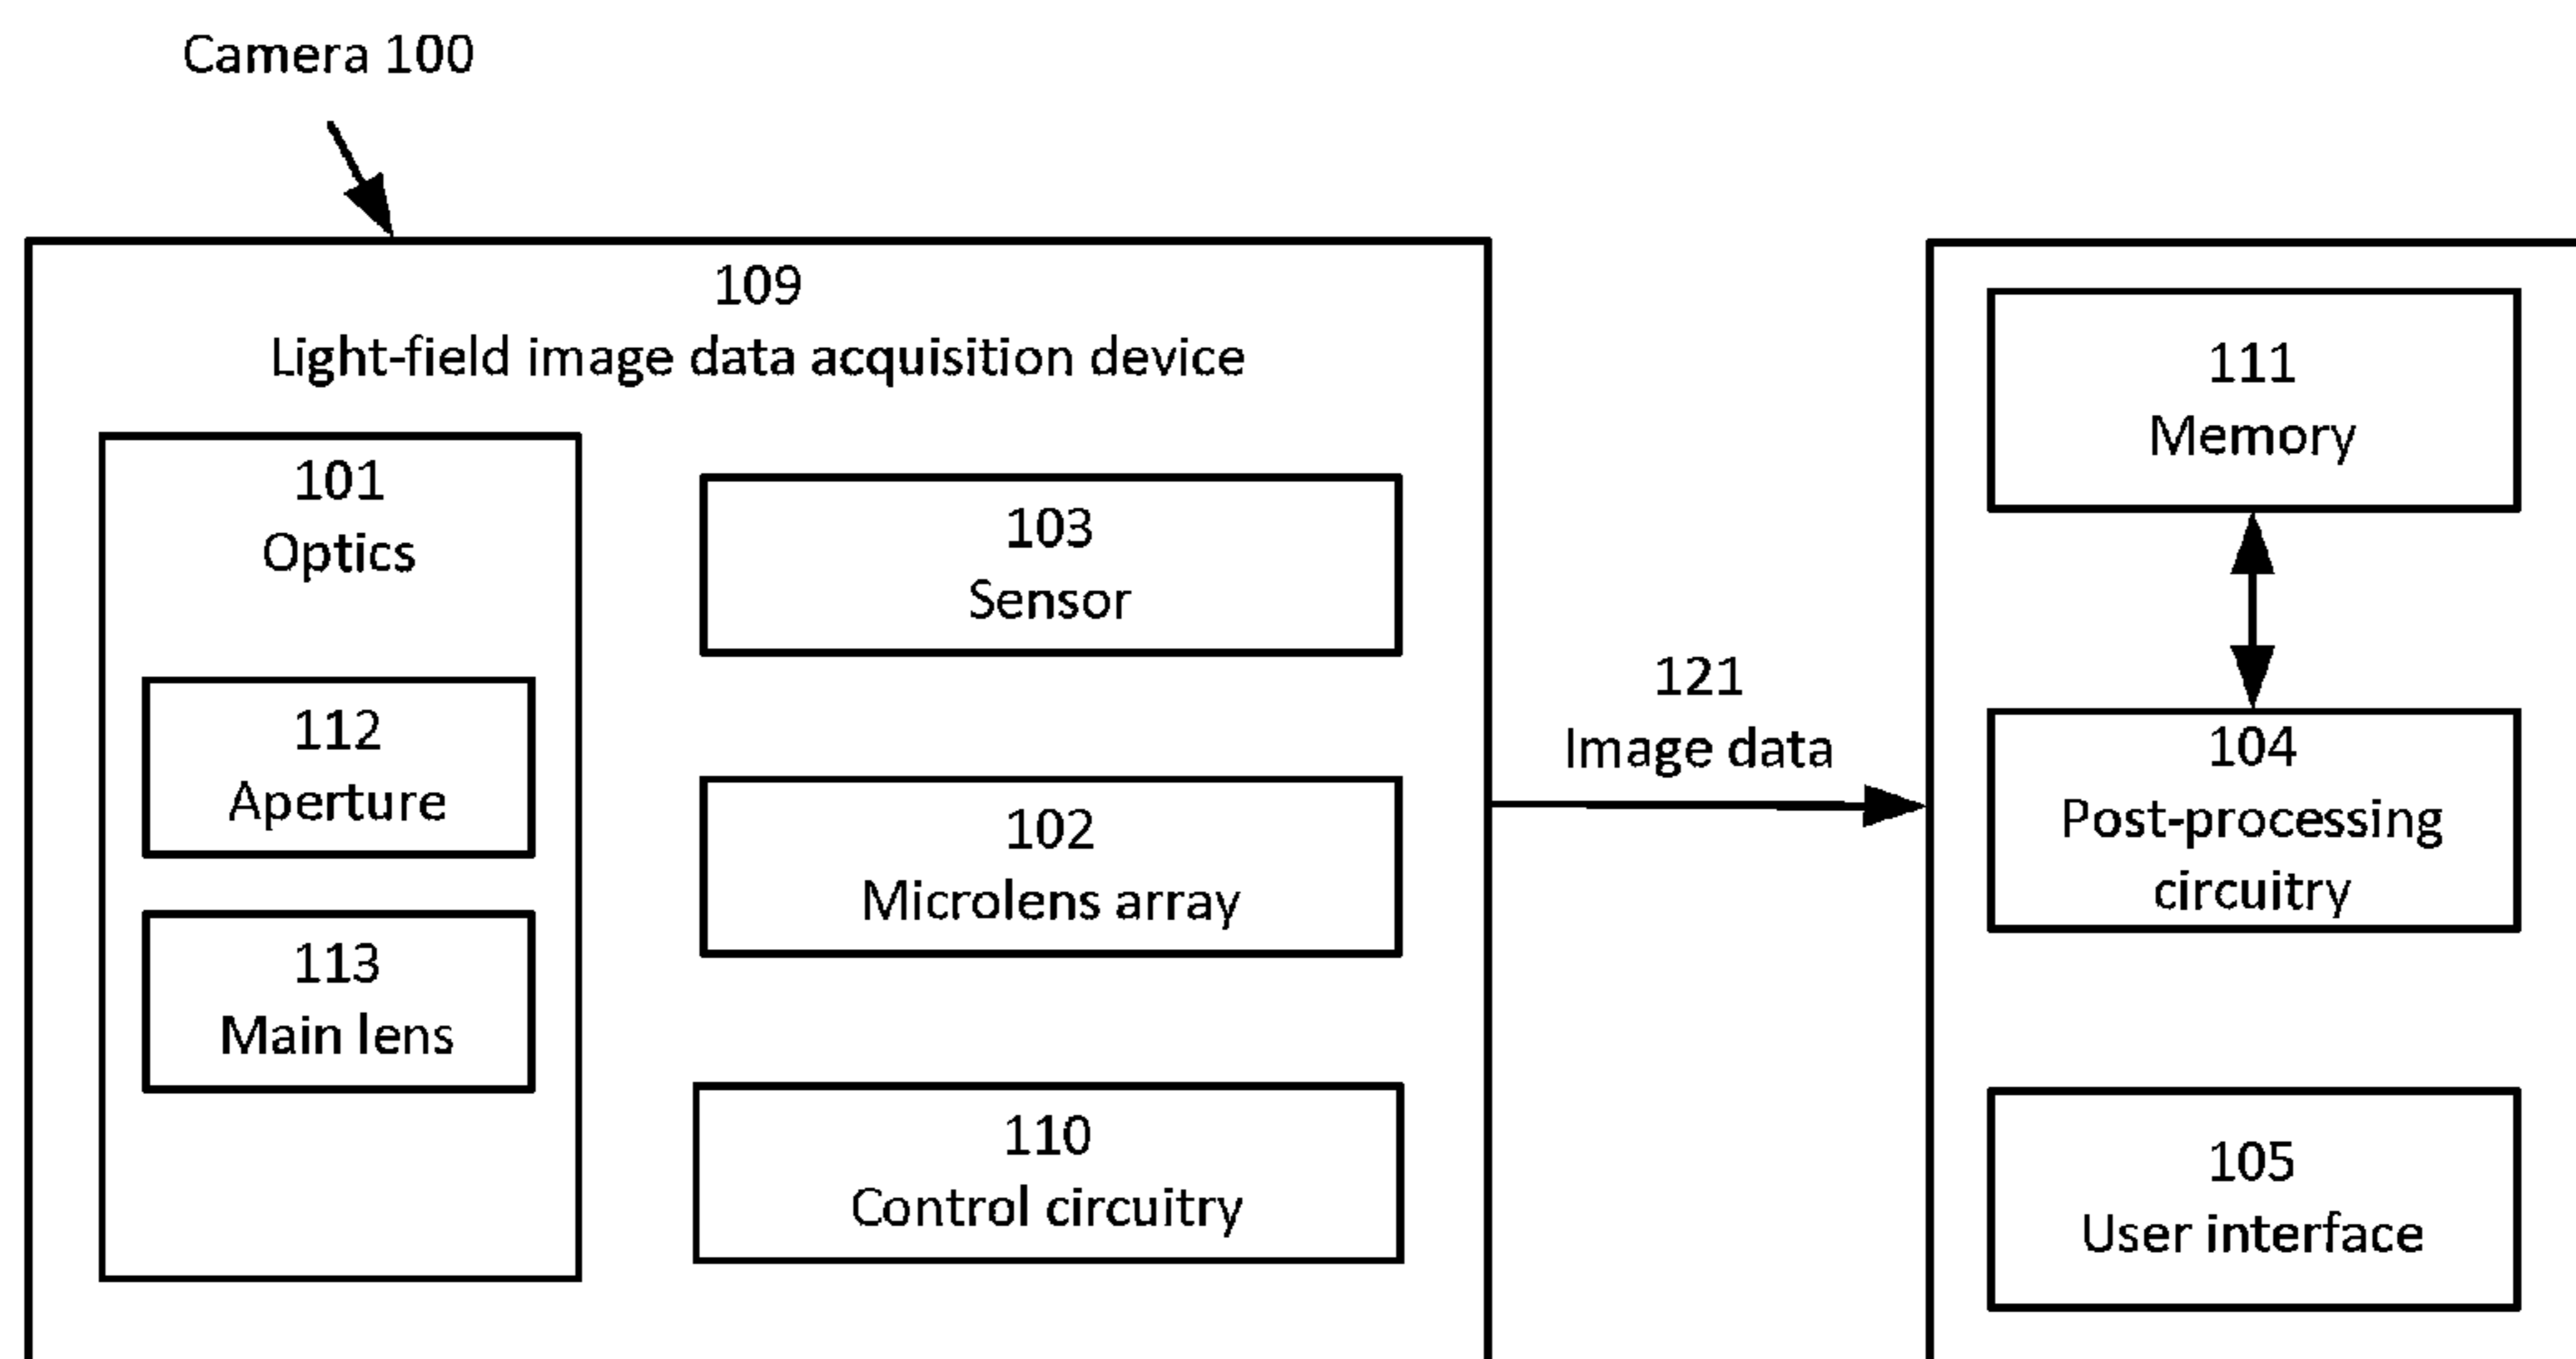 Camera 100
109
Light-field image data acquisition device
101
Optics
112
Aperture
113
Main lens
103
Sensor
102
Microlens array
110
Control circuitry
121
Image data
111
Memory
104
Post-processing
circuitry
105
User interface